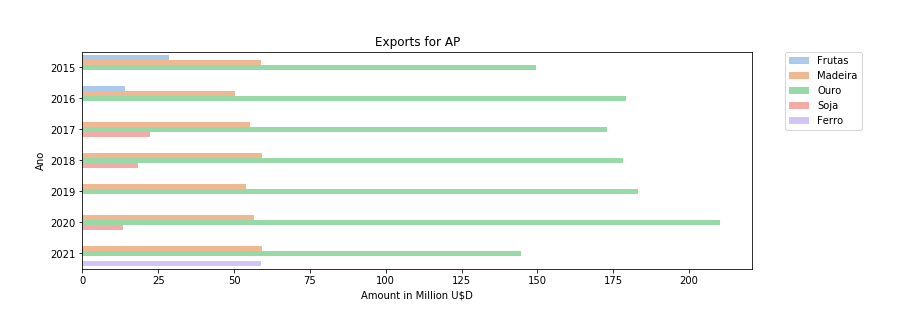 Exports for AP
Frutas
Madeira
Ouro
Soja
Ferro
Ano
2015
2016
2017
2018
2019
2020
2021
0 25 50 75 100 125 150 175 200
Amount in Million U$D